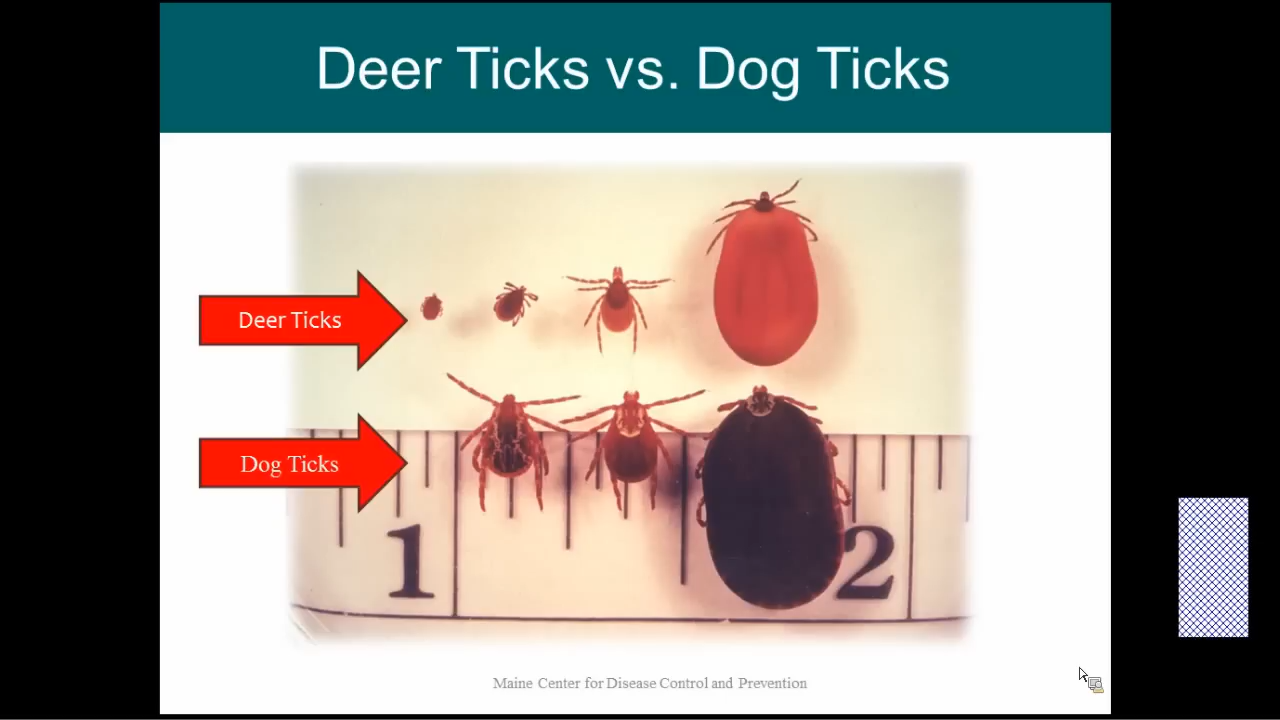 Deer Ticks vs. Dog Ticks
Deer Ticks
Dog Ticks
1
2
Maine Center for Disease Control and Prevention